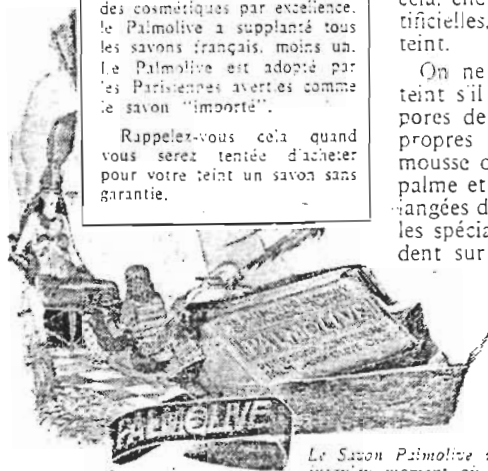 des cosmétiques par excellence,
le Palmolive a supplanté tous
les savons français, moins un.
Le Palmolive est adopté par
les Parisiennes averties comme
le savon "importé".
Rappelez-vous cela quand
vous serez tentée d'acheter
pour votre teint un savon sans
garantie.
tificielles,
teint.
On ne
teint s'il
pores de
propres
mousse d
palme et
langées d
les spécia
dent sur
PALMOLIVE
PALMOLIVE
Le Savon Palmolive
moment